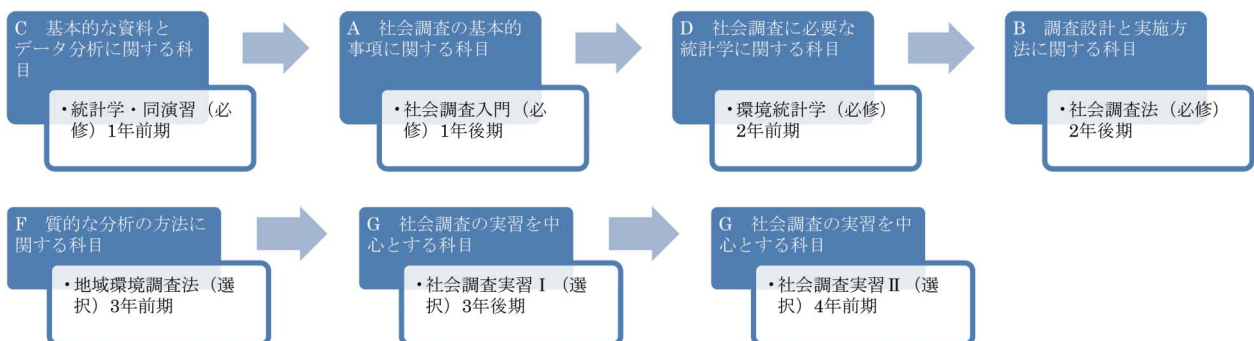 C 基本的な資料と
データ分析に関する科
目
・統計学・同演習（必
修）1年前期
A 社会調査の基本的
事項に関する科目
・社会調査入門（必
修）1年後期
D 社会調査に必要な
統計学に関する科目
・環境統計学（必修）
2年前期
B 調査設計と実施方
法に関する科目
・社会調査法（必修）
2年後期
F 質的な分析の方法に
関する科目
・地域環境調査法（選
択）3年前期
G 社会調査の実習を中
心とする科目
・社会調査実習Ⅰ（選
択）3年後期
G 社会調査の実習を中
心とする科目
・社会調査実習Ⅱ（選
択）4年前期